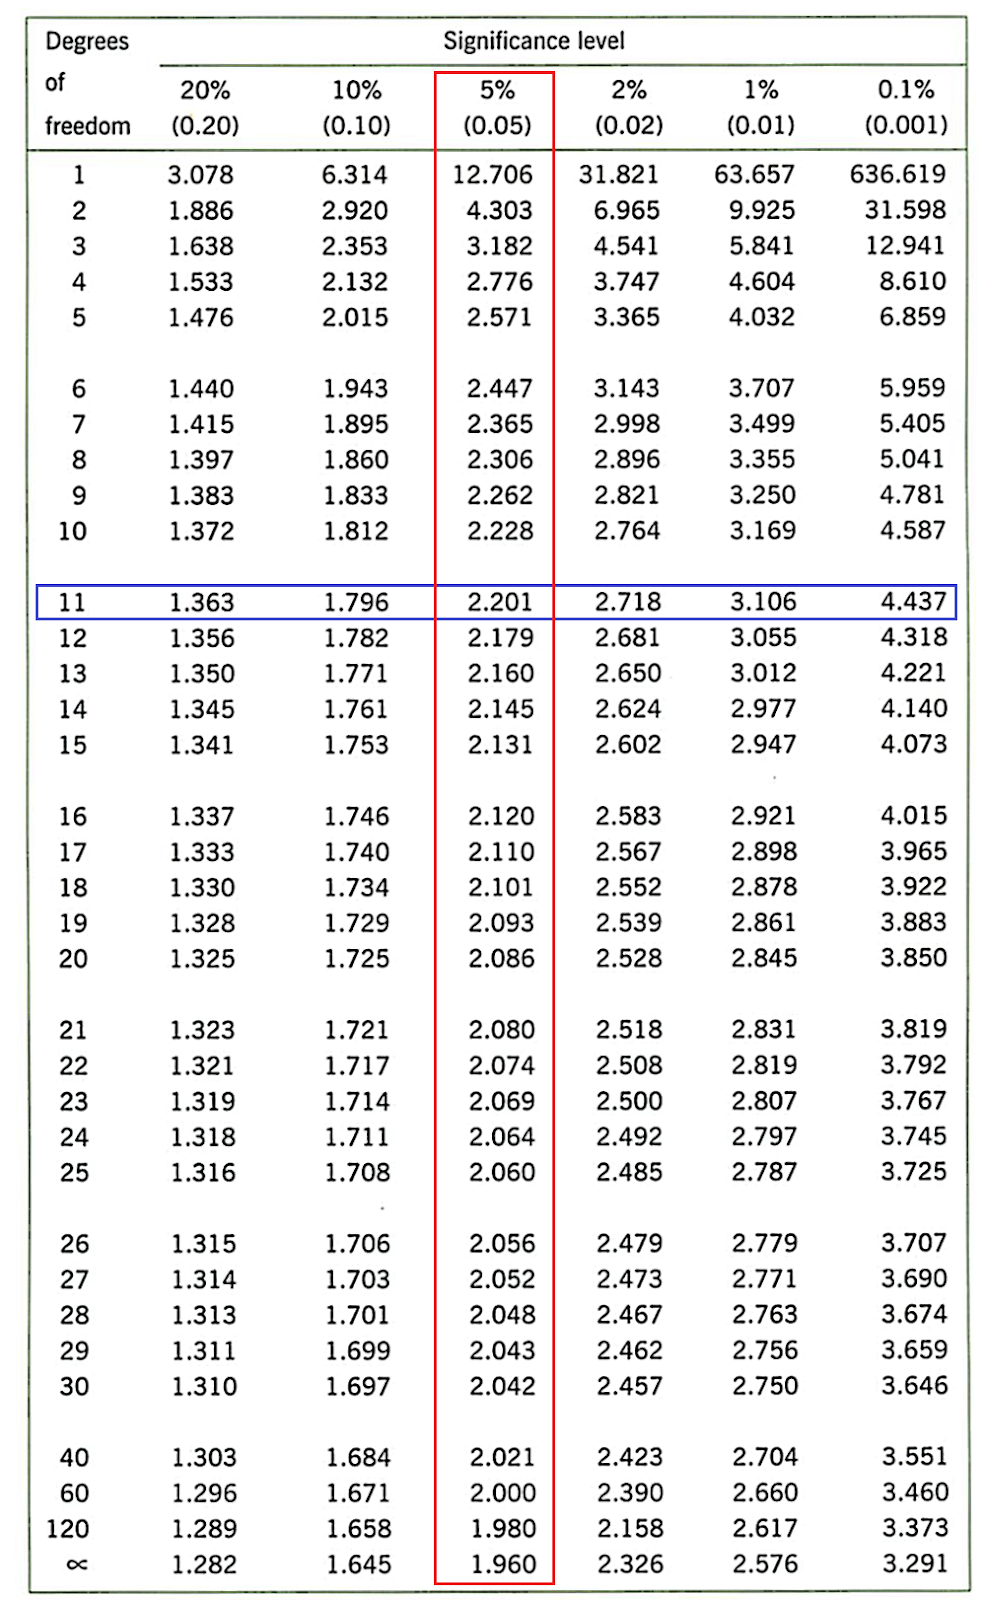 Degrees Significance level
of 20% 10% 5% 2% 1% 0.1%
freedom (0.20) (0.10) (0.05) (0.02) (0.01) (0.001)
1 3.078 6.314 12.706 31.821 63.657 636.619
2 1.886 2.920 4.303 6.965 9.925 31.598
3 1.638 2.353 3.182 4.541 5.841 12.941
4 1.533 2.132 2.776 3.747 4.604 8.610
5 1.476 2.015 2.571 3.365 4.032 6.859
6 1.440 1.943 2.447 3.143 3.707 5.959
7 1.415 1.895 2.365 2.998 3.499 5.405
8 1.397 1.860 2.306 2.896 3.355 5.041
9 1.383 1.833 2.262 2.821 3.250 4.781
10 1.372 1.812 2.228 2.764 3.169 4.587
11 1.363 1.796 2.201 2.718 3.106 4.437
12 1.356 1.782 2.179 2.681 3.055 4.318
13 1.350 1.771 2.160 2.650 3.012 4.221
14 1.345 1.761 2.145 2.624 2.977 4.140
15 1.341 1.753 2.131 2.602 2.947 4.073
16 1.337 1.746 2.120 2.583 2.921 4.015
17 1.333 1.740 2.110 2.567 2.898 3.965
18 1.330 1.734 2.101 2.552 2.878 3.922
19 1.328 1.729 2.093 2.539 2.861 3.883
20 1.325 1.725 2.086 2.528 2.845 3.850
21 1.323 1.721 2.080 2.518 2.831 3.819
22 1.321 1.717 2.074 2.508 2.819 3.792
23 1.319 1.714 2.069 2.500 2.807 3.767
24 1.318 1.711 2.064 2.492 2.797 3.745
25 1.316 1.708 2.060 2.485 2.787 3.725
26 1.315 1.706 2.056 2.479 2.779 3.707
27 1.314 1.703 2.052 2.473 2.771 3.690
28 1.313 1.701 2.048 2.467 2.763 3.674
29 1.311 1.699 2.043 2.462 2.756 3.659
30 1.310 1.697 2.042 2.457 2.750 3.646
40 1.303 1.684 2.021 2.423 2.704 3.551
60 1.296 1.671 2.000 2.390 2.660 3.460
120 1.289 1.658 1.980 2.158 2.617 3.373
∝ 1.282 1.645 1.960 2.326 2.576 3.291